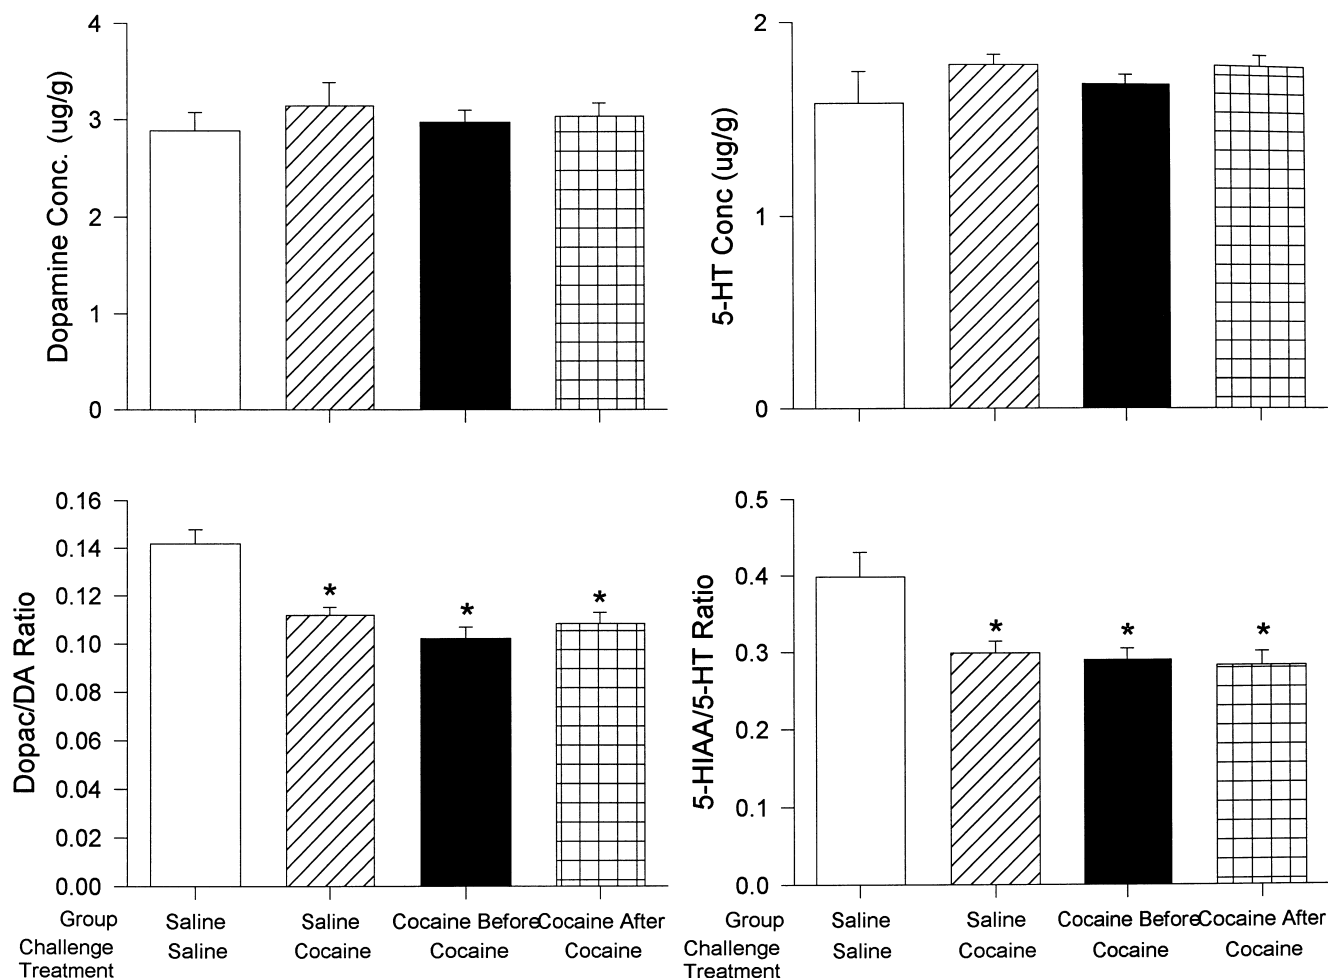 Dopamine Conc. (ug/g)
4
3
2
1
0
5-HT Conc (ug/g)
2
1
0
Dopac/DA Ratio
0.16
0.14
0.12
0.10
0.08
0.06
0.04
0.02
0.00
* * *
Group Saline Saline Cocaine Before Cocaine After
Challenge Saline Cocaine Cocaine Cocaine
Treatment
5-HIAA/5-HT Ratio
0.5
0.4
0.3
0.2
0.1
0.0
* * *
Group Saline Saline Cocaine Before Cocaine After
Challenge Saline Cocaine Cocaine Cocaine
Treatment